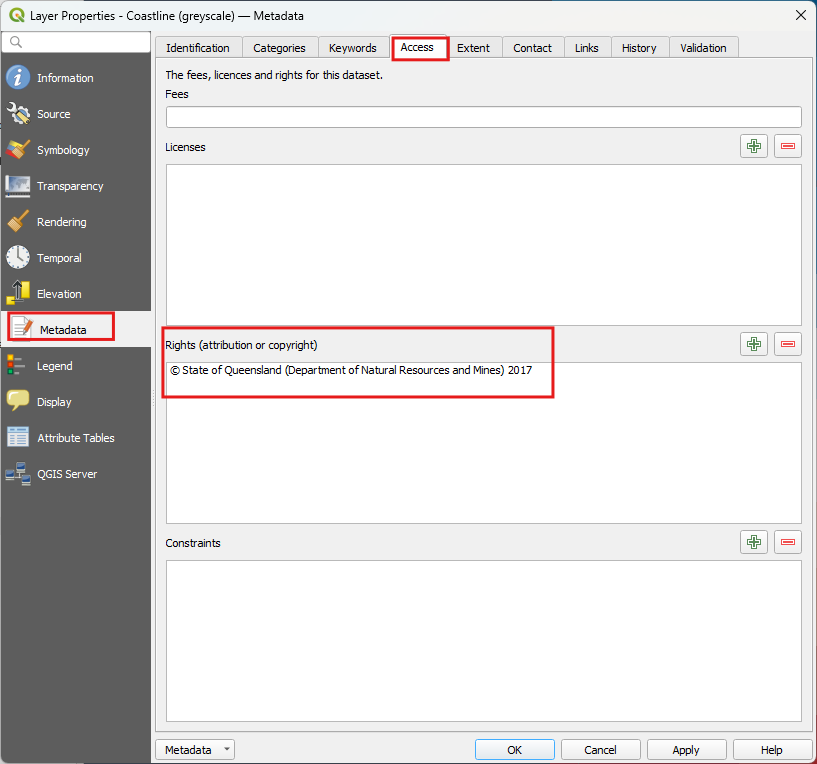 Layer Properties - Coastline (greyscale) — Metadata
Information
Source
Symbology
Transparency
Rendering
Temporal
Elevation
Metadata
Legend
Display
Attribute Tables
QGIS Server
Identification Categories Keywords Access Extent Contact Links History Validation
The fees, licences and rights for this dataset.
Fees
Licenses
Rights (attribution or copyright)
© State of Queensland (Department of Natural Resources and Mines) 2017
Constraints
Metadata OK Cancel Apply Help